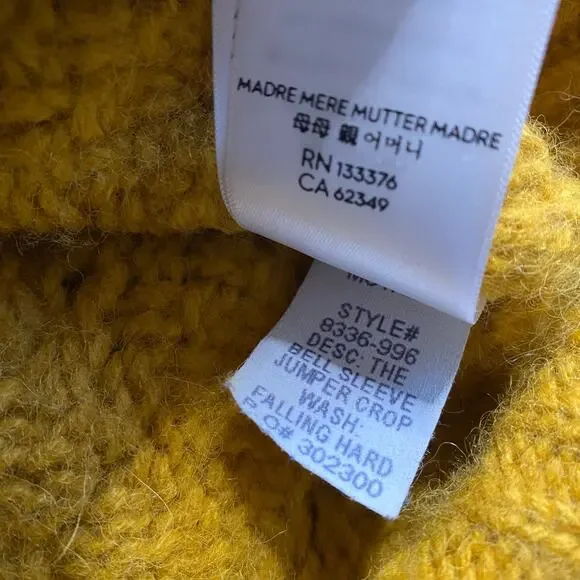 MADRE MERE MUTTER MADRE
母母 親 어머니
RN 133376
CA 62349
STYLE#
8336-996
DESC: THE
BELL SLEEVE
JUMPER CROP
WASH:
FALLING HARD
P.O# 302300